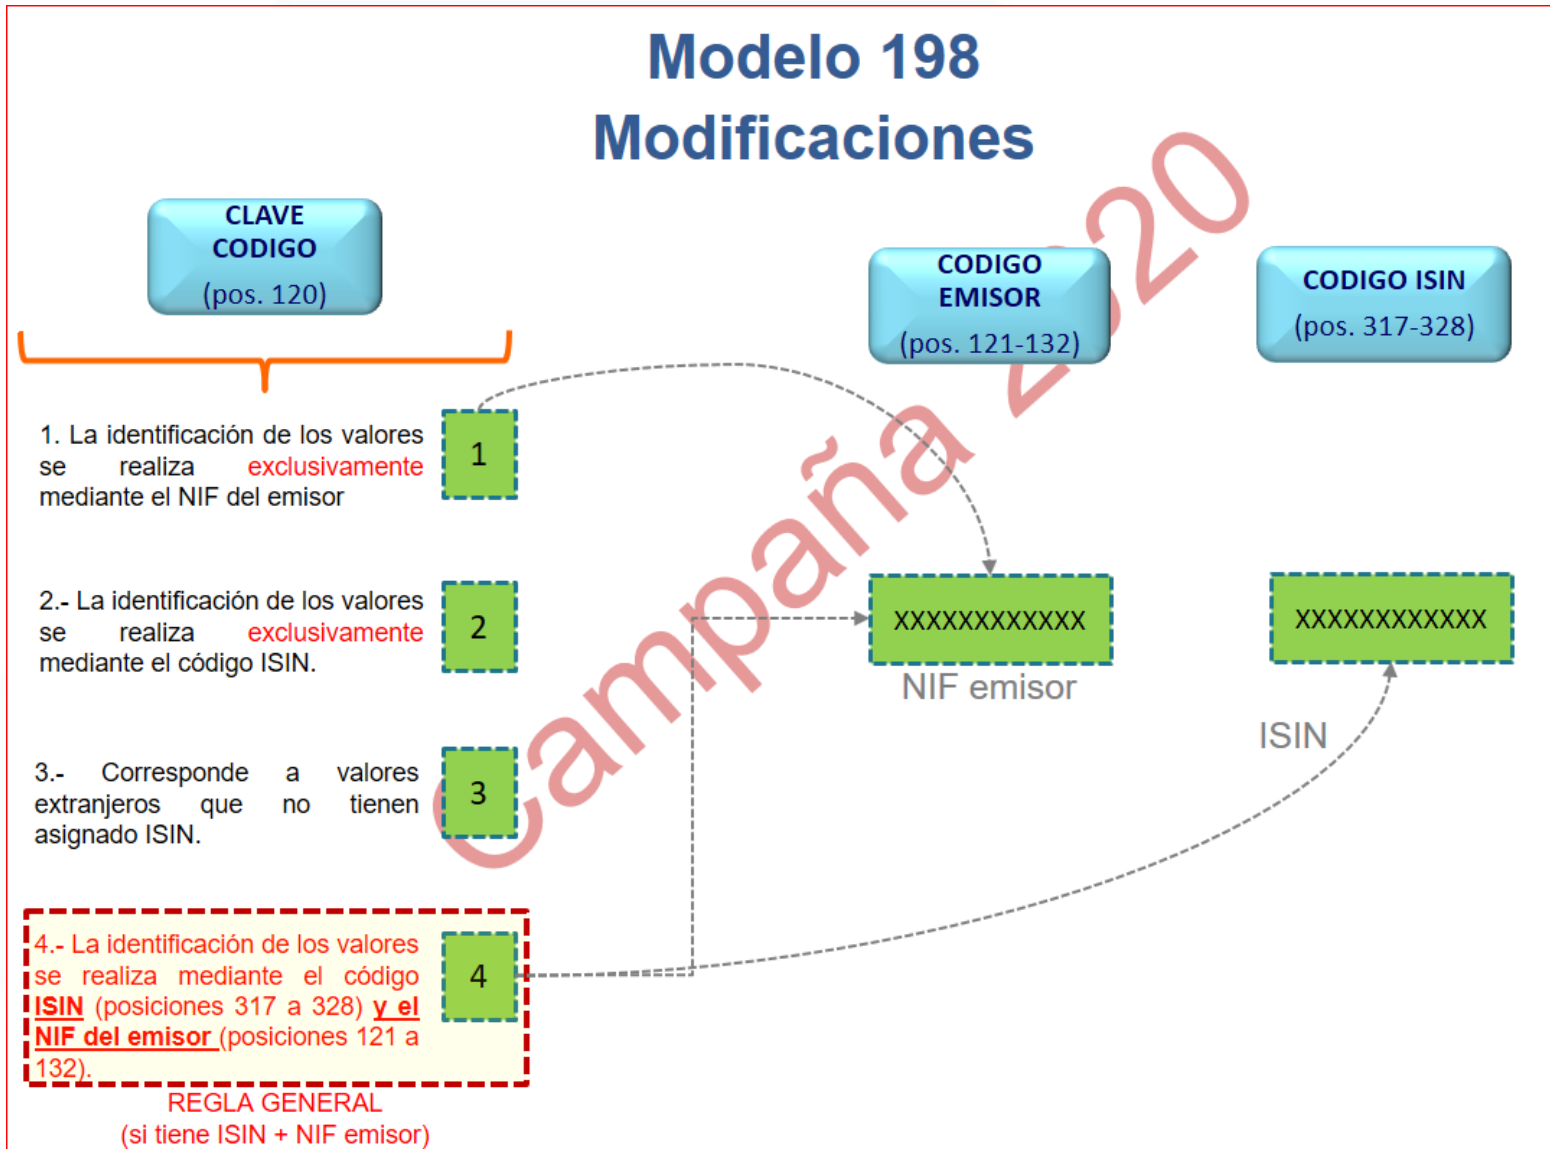 Modelo 198
Modificaciones
CLAVE
CODIGO
(pos. 120)
CODIGO
EMISOR
(pos. 121-132)
CODIGO ISIN
(pos. 317-328)
1. La identificación de los valores
se realiza exclusivamente
mediante el NIF del emisor
1
2.- La identificación de los valores
se realiza exclusivamente
mediante el código ISIN.
2
XXXXXXXXXXXX
NIF emisor
XXXXXXXXXXXX
ISIN
3.- Corresponde a valores
extranjeros que no tienen
asignado ISIN.
3
4.- La identificación de los valores
se realiza mediante el código
ISIN (posiciones 317 a 328) y el
NIF del emisor (posiciones 121 a
132).
4
REGLA GENERAL
(si tiene ISIN + NIF emisor)
Campaña 2020